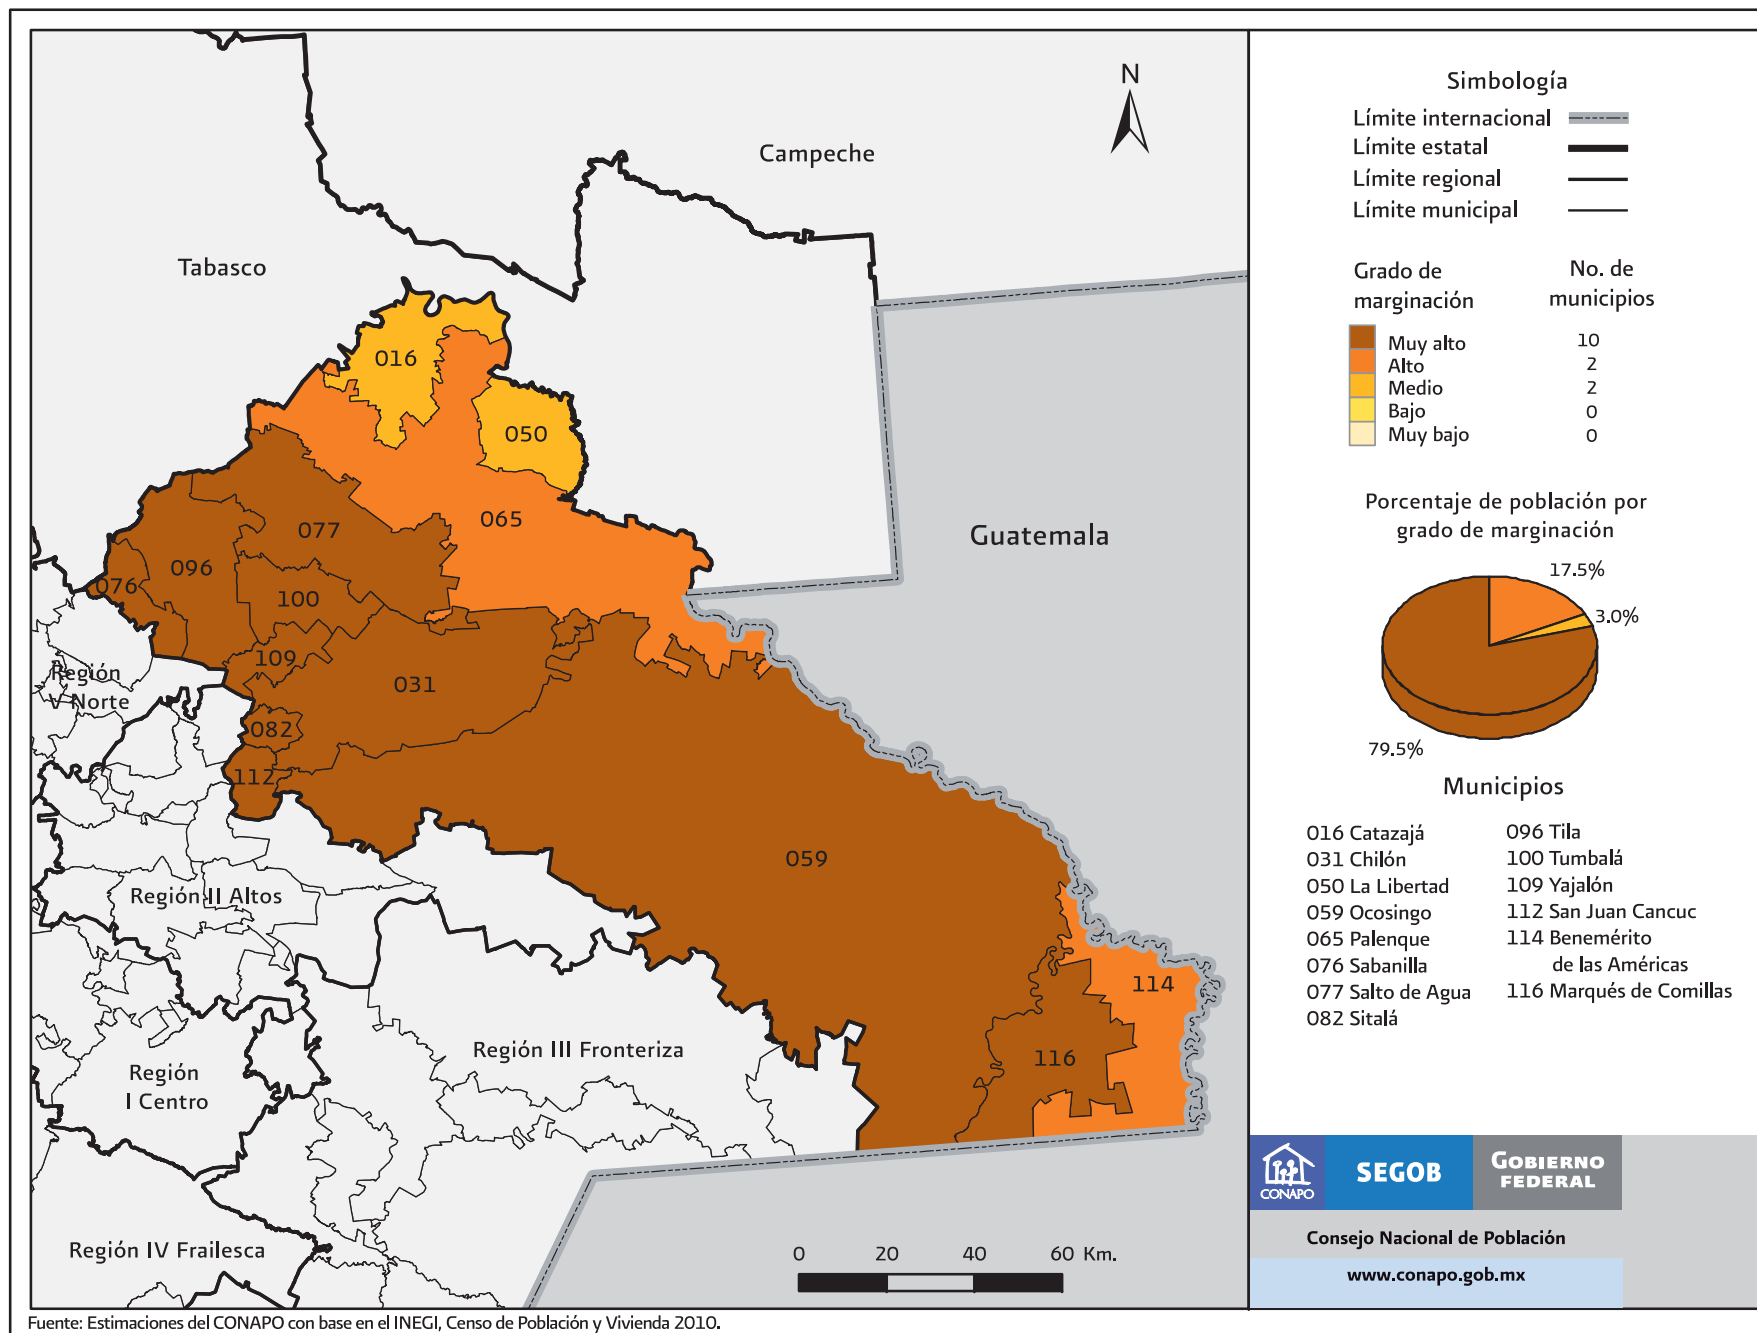 N
Campeche
Tabasco
016
050
065
077
096
076
100
109
031
082
112
059
114
116
Guatemala
Región
V Norte
Región II Altos
Región III Fronteriza
Región
I Centro
Región IV Frailesca
0 20 40 60 Km.
Simbología
Límite internacional
Límite estatal
Límite regional
Límite municipal
Grado de
marginación
No. de
municipios
Muy alto 10
Alto 2
Medio 2
Bajo 0
Muy bajo 0
Porcentaje de población por
grado de marginación
17.5%
3.0%
79.5%
Municipios
016 Catazajá
031 Chilón
050 La Libertad
059 Ocosingo
065 Palenque
076 Sabanilla
077 Salto de Agua
082 Sitalá
096 Tila
100 Tumbalá
109 Yajalón
112 San Juan Cancuc
114 Benemérito
de las Américas
116 Marqués de Comillas
CONAPO
SEGOB
GOBIERNO
FEDERAL
Consejo Nacional de Población
www.conapo.gob.mx
Fuente: Estimaciones del CONAPO con base en el INEGI, Censo de Población y Vivienda 2010.